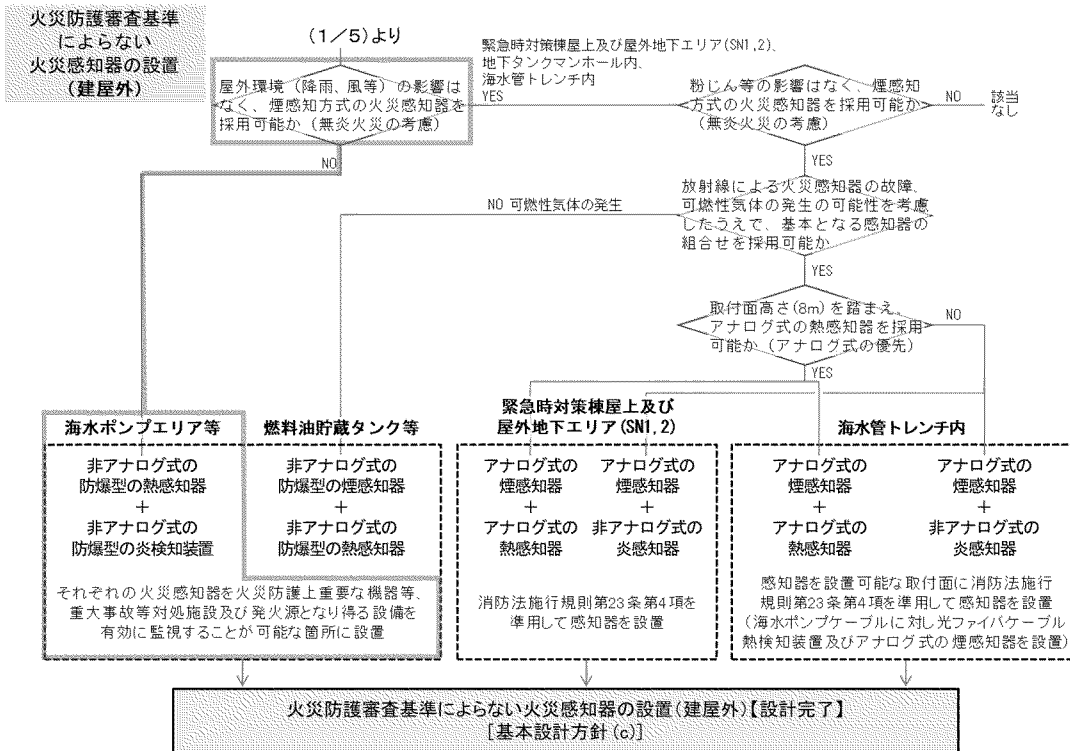 火災防護審査基準
によらない
火災感知器の設置
(建屋外)
(1/5)より
屋外環境（降雨、風等）の影響は
なく、煙感知方式の火災感知器を
採用可能か（無炎火災の考慮）
緊急時対策棟屋上及び屋外地下エリア(SN1,2)、
地下タンクマンホール内、
海水管トレンチ内
YES
粉じん等の影響はなく、煙感知
方式の火災感知器を採用可能か
（無炎火災の考慮）
NO
該当
なし
NO
YES
放射線による火災感知器の故障、
可燃性気体の発生の可能性を考慮
したうえで、基本となる感知器の
組合せを採用可能か
NO 可燃性気体の発生
YES
取付面高さ(8m)を踏まえ、
アナログ式の熱感知器を採用
可能か（アナログ式の優先）
NO
YES
海水ポンプエリア等
非アナログ式の
防爆型の熱感知器
+
非アナログ式の
防爆型の炎検知装置
燃料油貯蔵タンク等
非アナログ式の
防爆型の煙感知器
+
非アナログ式の
防爆型の熱感知器
それぞれの火災感知器を火災防護上重要な機器等、
重大事故等対処施設及び発火源となり得る設備を
有効に監視することが可能な箇所に設置
緊急時対策棟屋上及び
屋外地下エリア(SN1,2)
アナログ式の
煙感知器
+
アナログ式の
熱感知器
アナログ式の
煙感知器
+
非アナログ式の
炎感知器
消防法施行規則第23条第4項を
準用して感知器を設置
海水管トレンチ内
アナログ式の
煙感知器
+
アナログ式の
熱感知器
アナログ式の
煙感知器
+
非アナログ式の
炎感知器
感知器を設置可能な取付面に消防法施行
規則第23条第4項を準用して感知器を設置
（海水ポンプケーブルに対し光ファイバケーブル
熱検知装置及びアナログ式の煙感知器を設置）
火災防護審査基準によらない火災感知器の設置(建屋外)【設計完了】
［基本設計方針(c)］